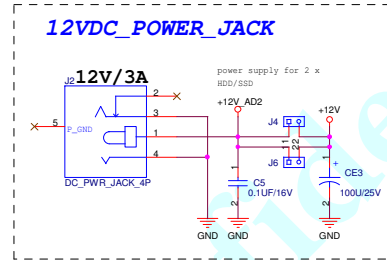 12VDC_POWER_JACK
J2 12V/3A
power supply for 2 x
HDD/SSD
2
+12V_AD2
+12V
3
J4
5
P_GND
1
1 2
1 2
4
J6
DC_PWR_JACK_4P
1
C5
0.1UF/16V
2
1
+
CE3
100U/25V
2
GND
GND
GND